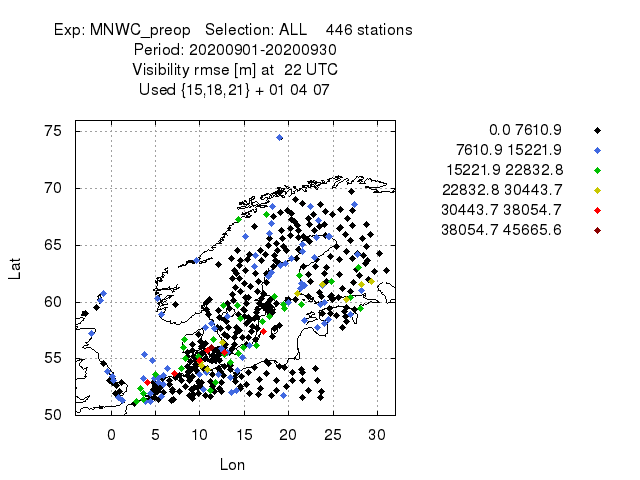 Exp: MNWC_preop   Selection: ALL    446 stations
Period: 20200901-20200930
Visibility rmse [m] at  22 UTC
Used {15,18,21} + 01 04 07
0.0 7610.9
7610.9 15221.9
15221.9 22832.8
22832.8 30443.7
30443.7 38054.7
38054.7 45665.6
75
70
65
60
55
50
Lat
0 5 10 15 20 25 30
Lon